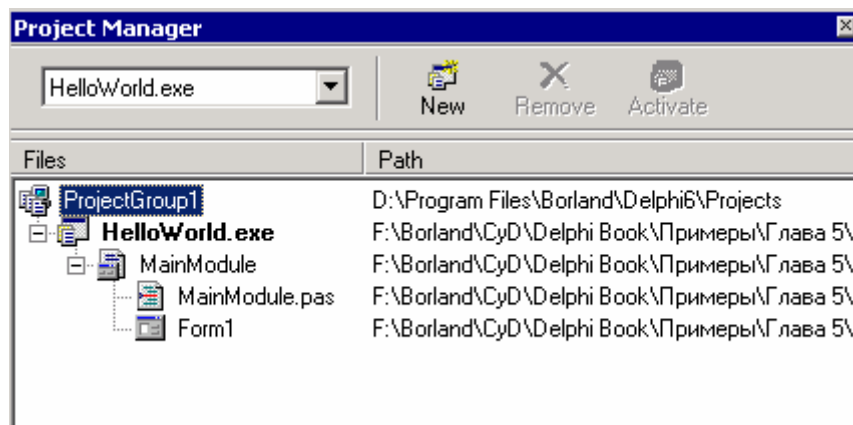 Project Manager
HelloWorld.exe
New Remove Activate
Files Path
ProjectGroup1 D:\Program Files\Borland\Delphi6\Projects
HelloWorld.exe F:\Borland\CyD\Delphi Book\Примеры\Глава 5\
MainModule F:\Borland\CyD\Delphi Book\Примеры\Глава 5\
MainModule.pas F:\Borland\CyD\Delphi Book\Примеры\Глава 5\
Form1 F:\Borland\CyD\Delphi Book\Примеры\Глава 5\